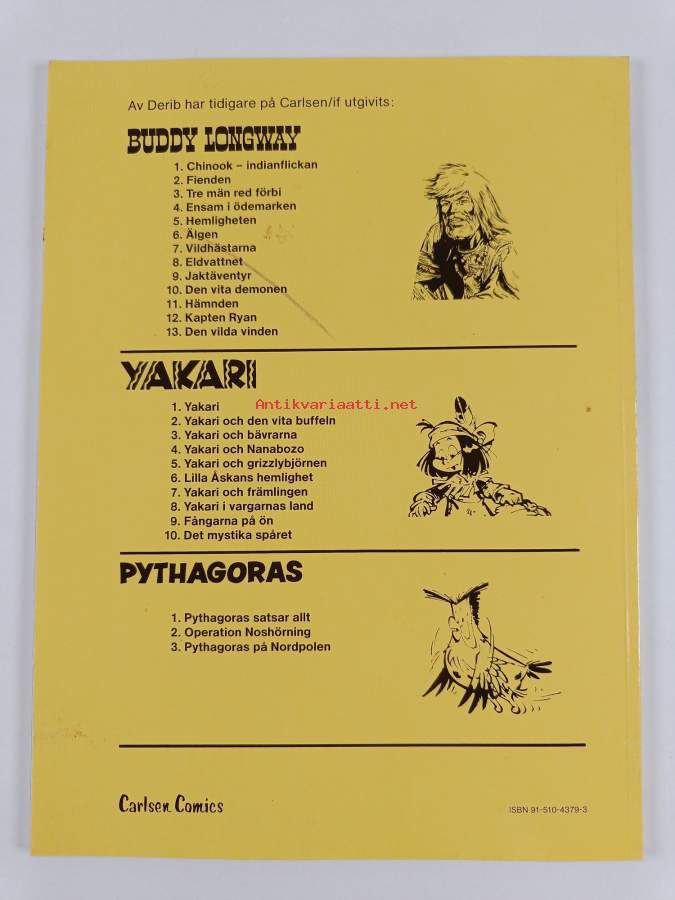 Av Derib har tidigare på Carlsen/if utgivits:
BUDDY LONGWAY
1. Chinook – indianflickan
2. Fienden
3. Tre män red förbi
4. Ensam i ödemarken
5. Hemligheten
6. Älgen
7. Vildhästarna
8. Eldvattnet
9. Jaktäventyr
10. Den vita demonen
11. Hämnden
12. Kapten Ryan
13. Den vilda vinden
YAKARI
Antikvariaatti.net
1. Yakari
2. Yakari och den vita buffeln
3. Yakari och bävrarna
4. Yakari och Nanabozo
5. Yakari och grizzlybjörnen
6. Lilla Åskans hemlighet
7. Yakari och främlingen
8. Yakari i vargarnas land
9. Fångarna på ön
10. Det mystika spåret
PYTHAGORAS
1. Pythagoras satsar allt
2. Operation Noshörning
3. Pythagoras på Nordpolen
Carlsen Comics
ISBN 91-510-4379-3